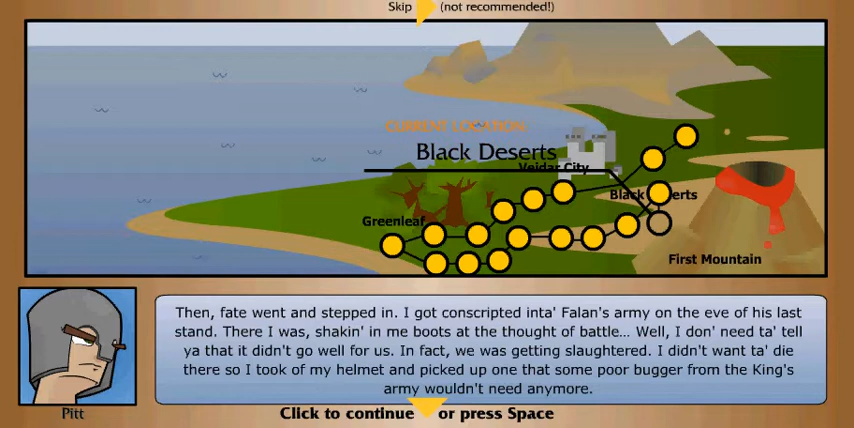 Skip (not recommended!)
CURRENT LOCATION:
Black Deserts
Veidar City
Black Deserts
Greenleaf
First Mountain
Then, fate went and stepped in. I got conscripted inta' Falan's army on the eve of his last
stand. There I was, shakin' in me boots at the thought of battle... Well, I don' need ta' tell
ya that it didn't go well for us. In fact, we was getting slaughtered. I didn't want ta' die
there so I took of my helmet and picked up one that some poor bugger from the King's
army wouldn't need anymore.
Pitt
Click to continue or press Space